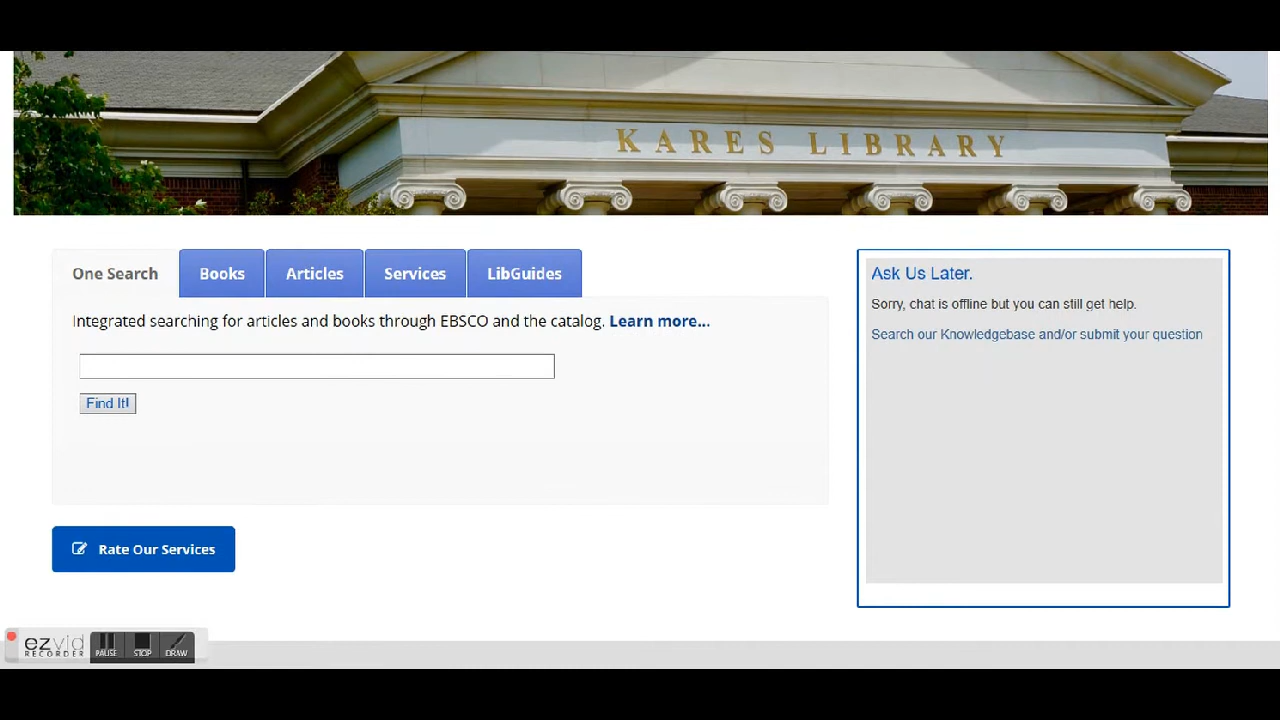 KARES LIBRARY
One Search
Books
Articles
Services
LibGuides
Integrated searching for articles and books through EBSCO and the catalog. Learn more...
Find It!
Rate Our Services
Ask Us Later.
Sorry, chat is offline but you can still get help.
Search our Knowledgebase and/or submit your question
ezvid
RECORDER
PAUSE
STOP
DRAW